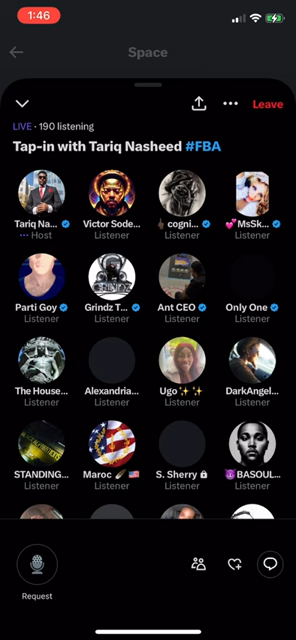 1:46
Space
Leave
LIVE · 190 listening
Tap-in with Tariq Nasheed #FBA
Tariq Na... Victor Sode... cogni... MsSk...
Host Listener Listener Listener
Parti Goy Grindz T... Ant CEO Only One
Listener Listener Listener Listener
The House... Alexandria... Ugo DarkAngel...
Listener Listener Listener Listener
STANDING... Maroc S. Sherry BASOUL...
Listener Listener Listener Listener
Request